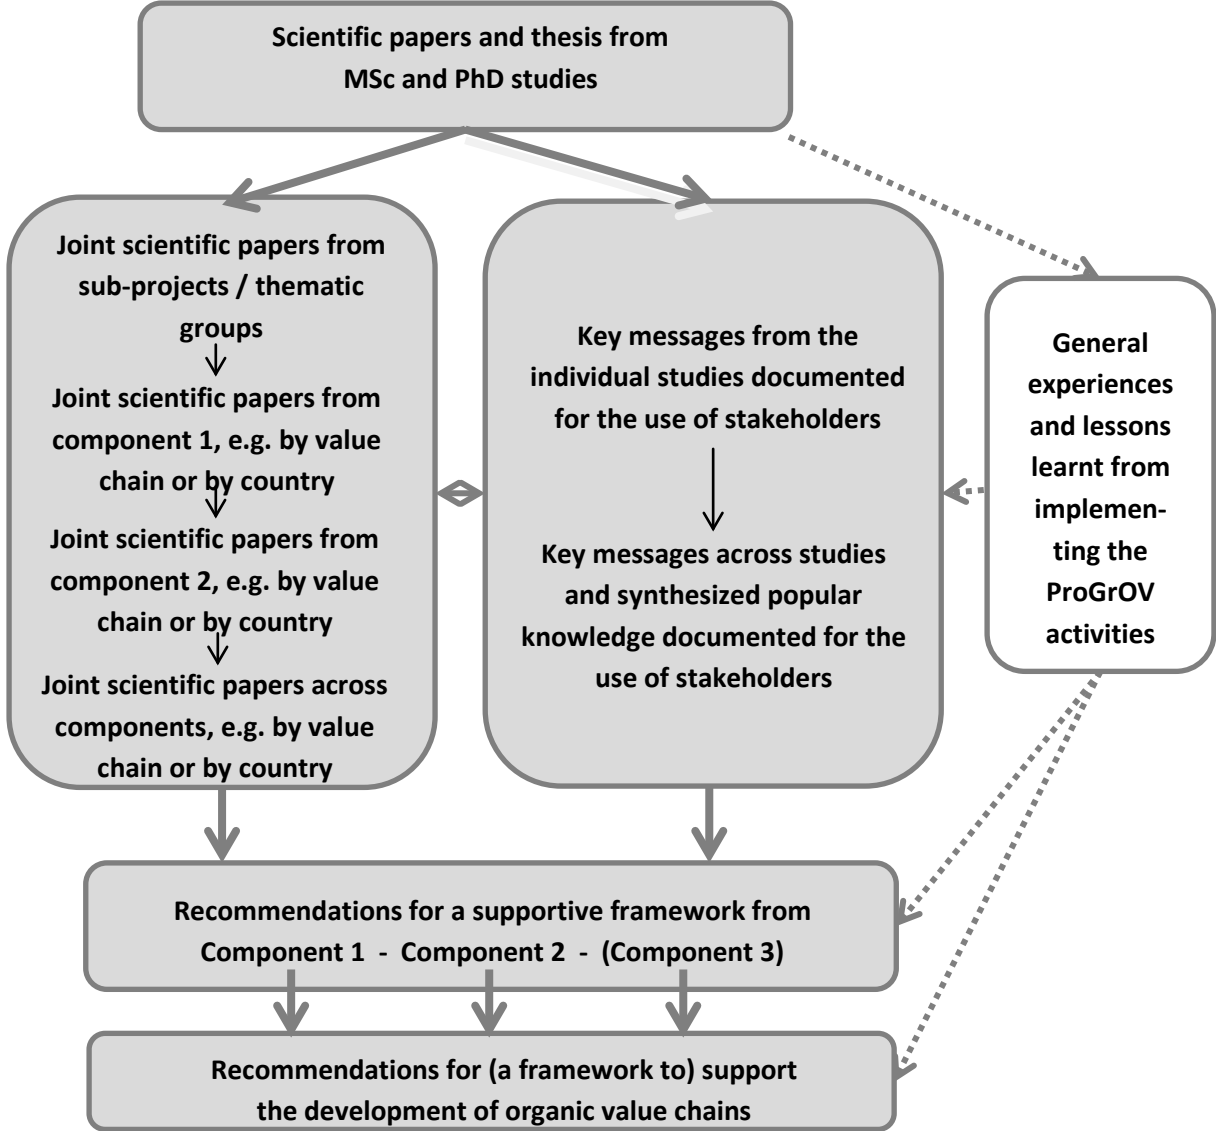 Scientific papers and thesis from
MSc and PhD studies
Joint scientific papers from
sub-projects / thematic
groups
Joint scientific papers from
component 1, e.g. by value
chain or by country
Joint scientific papers from
component 2, e.g. by value
chain or by country
Joint scientific papers across
components, e.g. by value
chain or by country
Key messages from the
individual studies documented
for the use of stakeholders
Key messages across studies
and synthesized popular
knowledge documented for the
use of stakeholders
General
experiences
and lessons
learnt from
implemen-
ting the
ProGrOV
activities
Recommendations for a supportive framework from
Component 1 - Component 2 - (Component 3)
Recommendations for (a framework to) support
the development of organic value chains